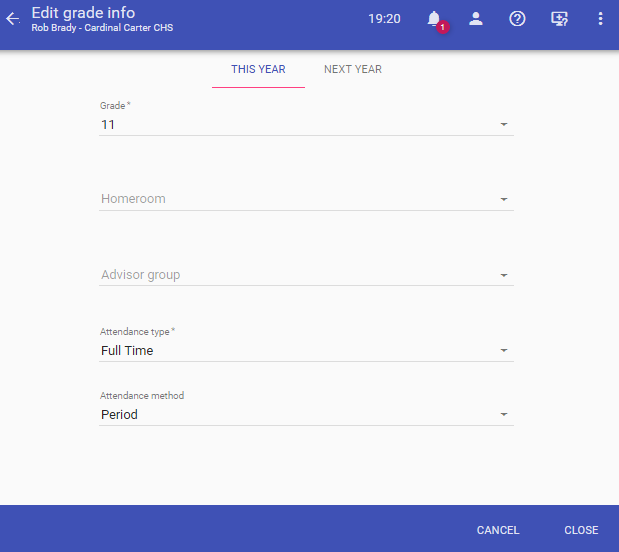 Edit grade info
Rob Brady - Cardinal Carter CHS
19:20
1
THIS YEAR
NEXT YEAR
Grade*
11
Homeroom
Advisor group
Attendance type*
Full Time
Attendance method
Period
CANCEL
CLOSE